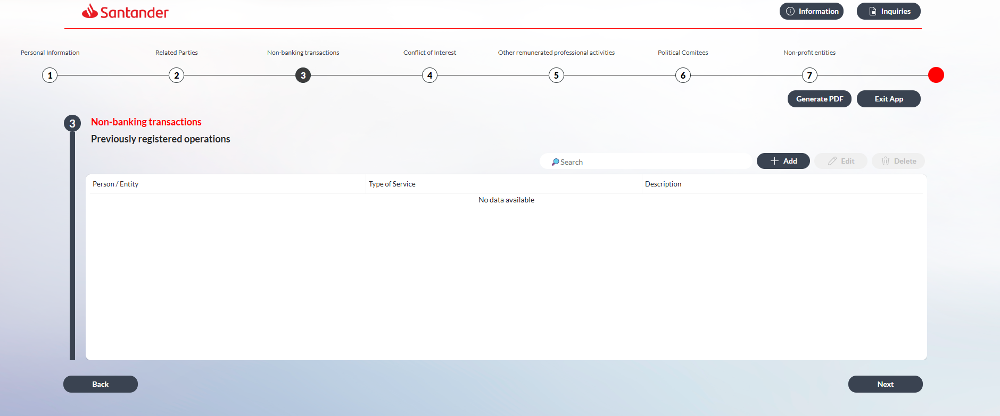 Santander
Information
Inquiries
Personal Information
Related Parties
Non-banking transactions
Conflict of Interest
Other remunerated professional activities
Political Comitees
Non-profit entities
1
2
3
4
5
6
7
Generate PDF
Exit App
3
Non-banking transactions
Previously registered operations
Search
Add
Edit
Delete
Person / Entity
Type of Service
Description
No data available
Back
Next